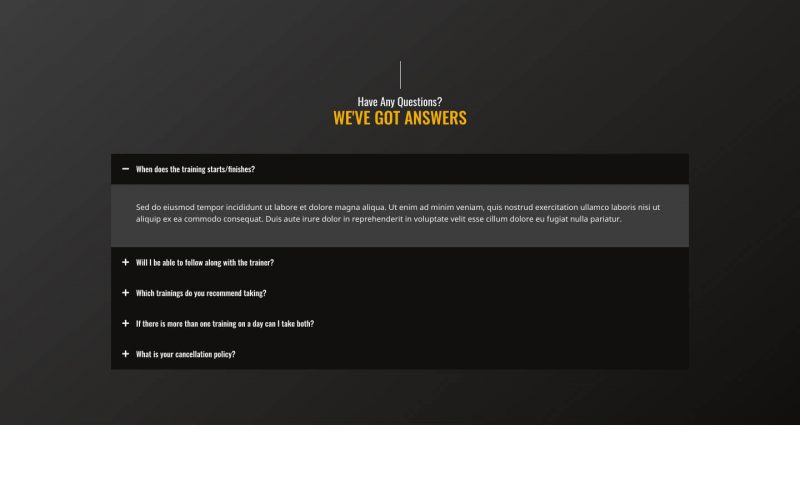 Have Any Questions?
WE'VE GOT ANSWERS
When does the training starts/finishes?
Sed do eiusmod tempor incididunt ut labore et dolore magna aliqua. Ut enim ad minim veniam, quis nostrud exercitation ullamco laboris nisi ut
aliquip ex ea commodo consequat. Duis aute irure dolor in reprehenderit in voluptate velit esse cillum dolore eu fugiat nulla pariatur.
Will I be able to follow along with the trainer?
Which trainings do you recommend taking?
If there is more than one training on a day can I take both?
What is your cancellation policy?